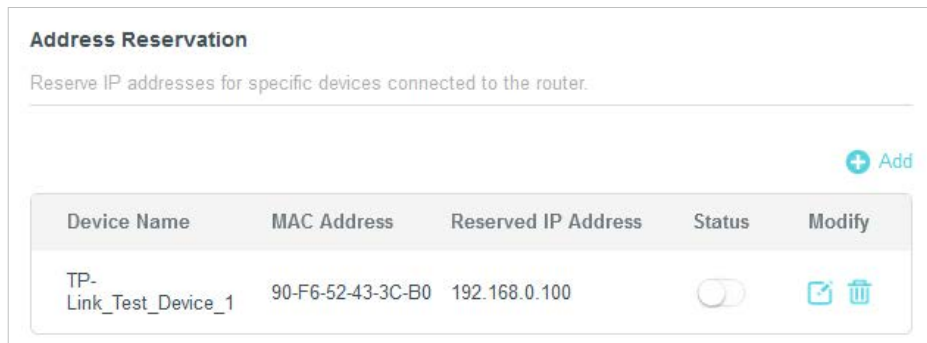 Address Reservation
Reserve IP addresses for specific devices connected to the router.
Add
Device Name MAC Address Reserved IP Address Status Modify
TP-
Link_Test_Device_1 90-F6-52-43-3C-B0 192.168.0.100